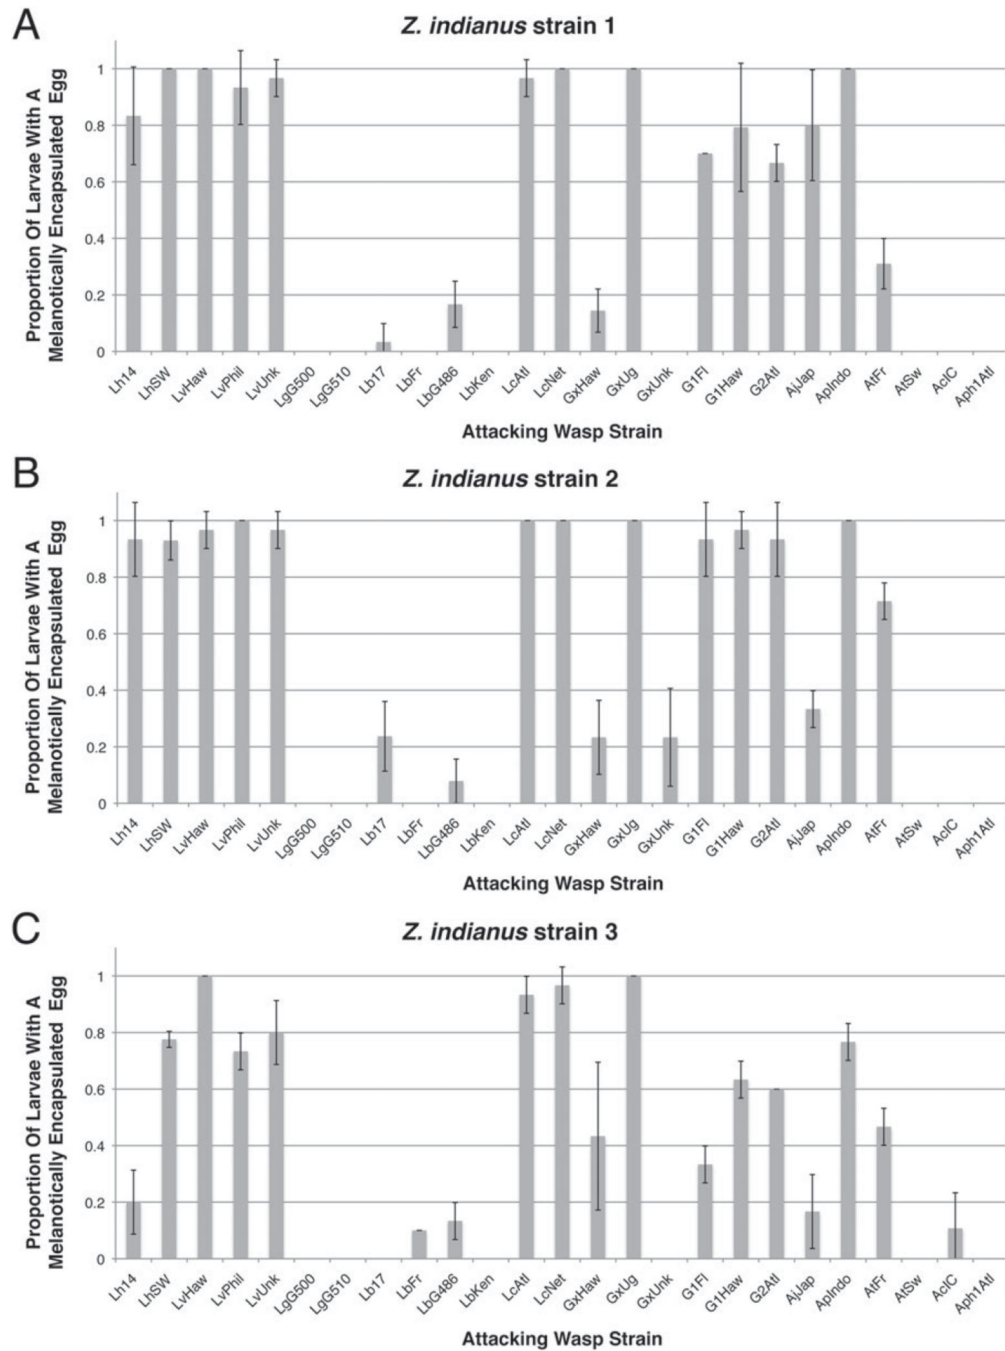 A
Z. indianus strain 1
Proportion Of Larvae With A
Melanotically Encapsulated Egg
1
0.8
0.6
0.4
0.2
0
Lh14 LhSW LvHaw LvPhil LvUnk LgG500 LgG510 Lb17 LbFr LbG486 LbKen LcAtl LcNet GxHaw GxUg GxUnk G1Fl G1Haw G2Atl AjJap ApIndo AtFr AtSw AcIC Aph1Atl
Attacking Wasp Strain
B
Z. indianus strain 2
Proportion Of Larvae With A
Melanotically Encapsulated Egg
1
0.8
0.6
0.4
0.2
0
Lh14 LhSW LvHaw LvPhil LvUnk LgG500 LgG510 Lb17 LbFr LbG486 LbKen LcAtl LcNet GxHaw GxUg GxUnk G1Fl G1Haw G2Atl AjJap ApIndo AtFr AtSw AcIC Aph1Atl
Attacking Wasp Strain
C
Z. indianus strain 3
Proportion Of Larvae With A
Melanotically Encapsulated Egg
1
0.8
0.6
0.4
0.2
0
Lh14 LhSW LvHaw LvPhil LvUnk LgG500 LgG510 Lb17 LbFr LbG486 LbKen LcAtl LcNet GxHaw GxUg GxUnk G1Fl G1Haw G2Atl AjJap ApIndo AtFr AtSw AcIC Aph1Atl
Attacking Wasp Strain